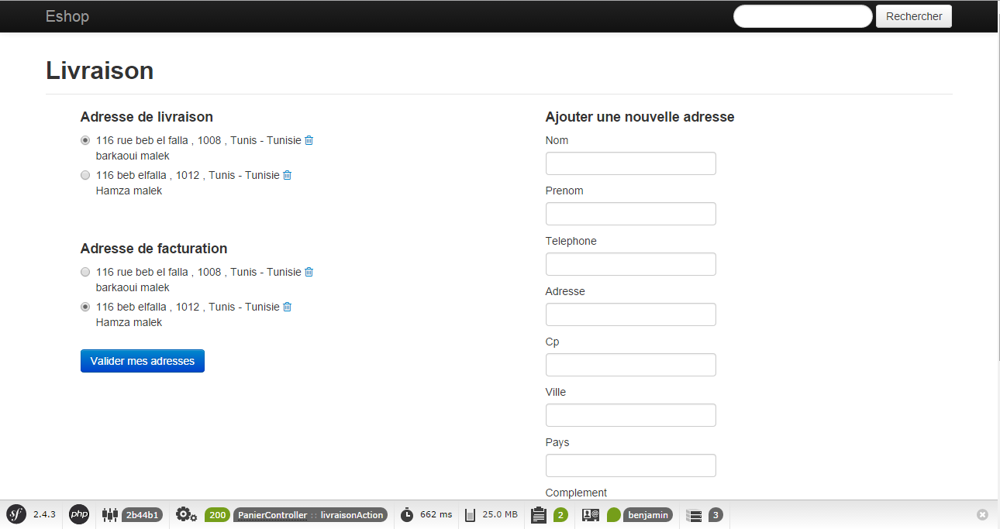 Eshop
Rechercher
Livraison
Adresse de livraison
116 rue beb el falla , 1008 , Tunis - Tunisie
barkaoui malek
116 beb elfalla , 1012 , Tunis - Tunisie
Hamza malek
Adresse de facturation
116 rue beb el falla , 1008 , Tunis - Tunisie
barkaoui malek
116 beb elfalla , 1012 , Tunis - Tunisie
Hamza malek
Valider mes adresses
Ajouter une nouvelle adresse
Nom
Prenom
Telephone
Adresse
Cp
Ville
Pays
Complement
sf 2.4.3 php 2b44b1 200 PanierController :: livraisonAction 662 ms 25.0 MB 2 benjamin 3